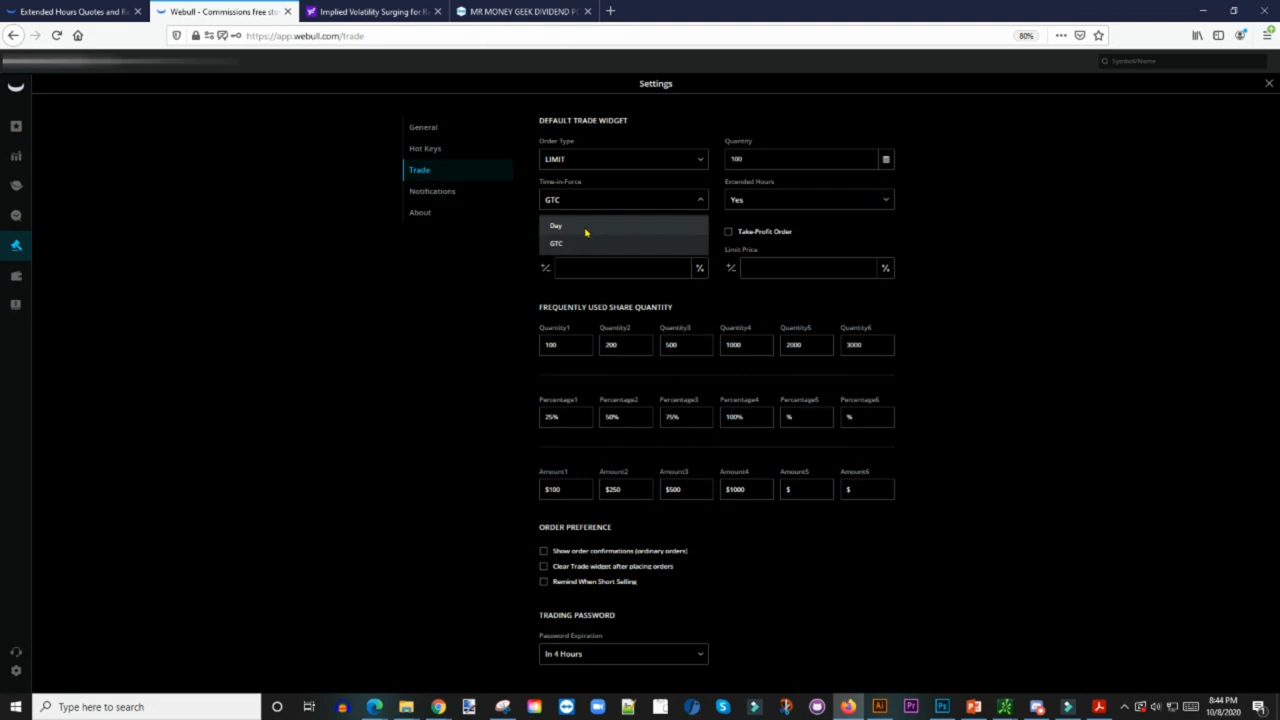 Extended Hours Quotes and R
Webull - Commissions free sto
Implied Volatility Surging for R
MR MONEY GEEK DIVIDEND P
https://app.webull.com/trade
80%
Symbol/Name
Settings
General
Hot Keys
Trade
Notifications
About
DEFAULT TRADE WIDGET
Order Type
Quantity
LIMIT
100
Time-in-Force
Extended Hours
GTC
Yes
Day
GTC
Take-Profit Order
Limit Price
%
%
FREQUENTLY USED SHARE QUANTITY
Quantity1 Quantity2 Quantity3 Quantity4 Quantity5 Quantity6
100 200 500 1000 2000 3000
Percentage1 Percentage2 Percentage3 Percentage4 Percentage5 Percentage6
25% 50% 75% 100% % %
Amount1 Amount2 Amount3 Amount4 Amount5 Amount6
$100 $250 $500 $1000 $ $
ORDER PREFERENCE
Show order confirmations (ordinary orders)
Clear Trade widget after placing orders
Remind When Short Selling
TRADING PASSWORD
Password Expiration
In 4 Hours
Type here to search
Ai
Pr
Ps
8:44 PM
10/8/2020